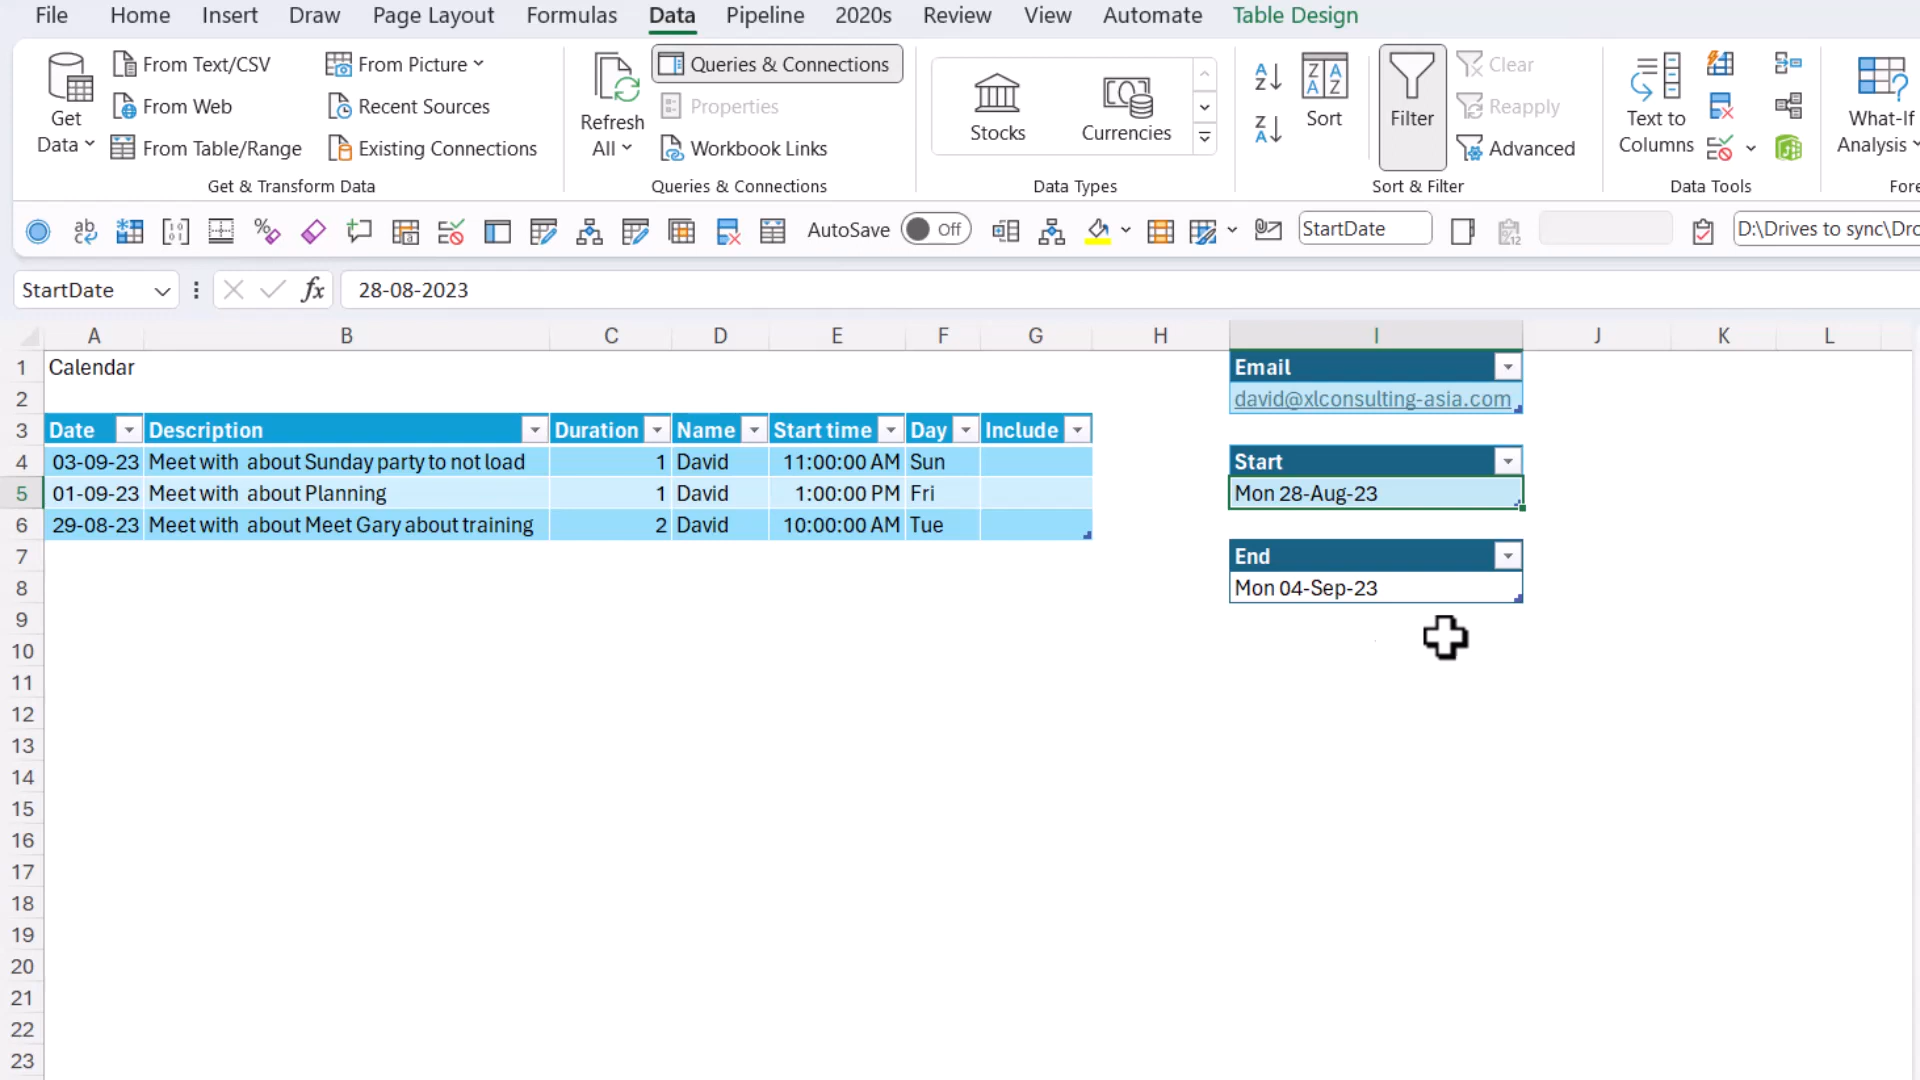 File Home Insert Draw Page Layout Formulas Data Pipeline 2020s Review View Automate Table Design
Get Data
From Text/CSV
From Web
From Table/Range
From Picture
Recent Sources
Existing Connections
Get & Transform Data
Refresh All
Queries & Connections
Properties
Workbook Links
Queries & Connections
Stocks
Currencies
Data Types
Sort
Filter
Clear
Reapply
Advanced
Sort & Filter
Text to Columns
Data Tools
What-If Analysis
Fore
AutoSave Off StartDate D:\Drives to sync\Dro
StartDate fx 28-08-2023
A B C D E F G H I J K L
1 Calendar Email
2 david@xlconsulting-asia.com
3 Date Description Duration Name Start time Day Include
4 03-09-23 Meet with  about Sunday party to not load 1 David 11:00:00 AM Sun Start
5 01-09-23 Meet with  about Planning 1 David 1:00:00 PM Fri Mon 28-Aug-23
6 29-08-23 Meet with  about Meet Gary about training 2 David 10:00:00 AM Tue
7 End
8 Mon 04-Sep-23
9
10
11
12
13
14
15
16
17
18
19
20
21
22
23